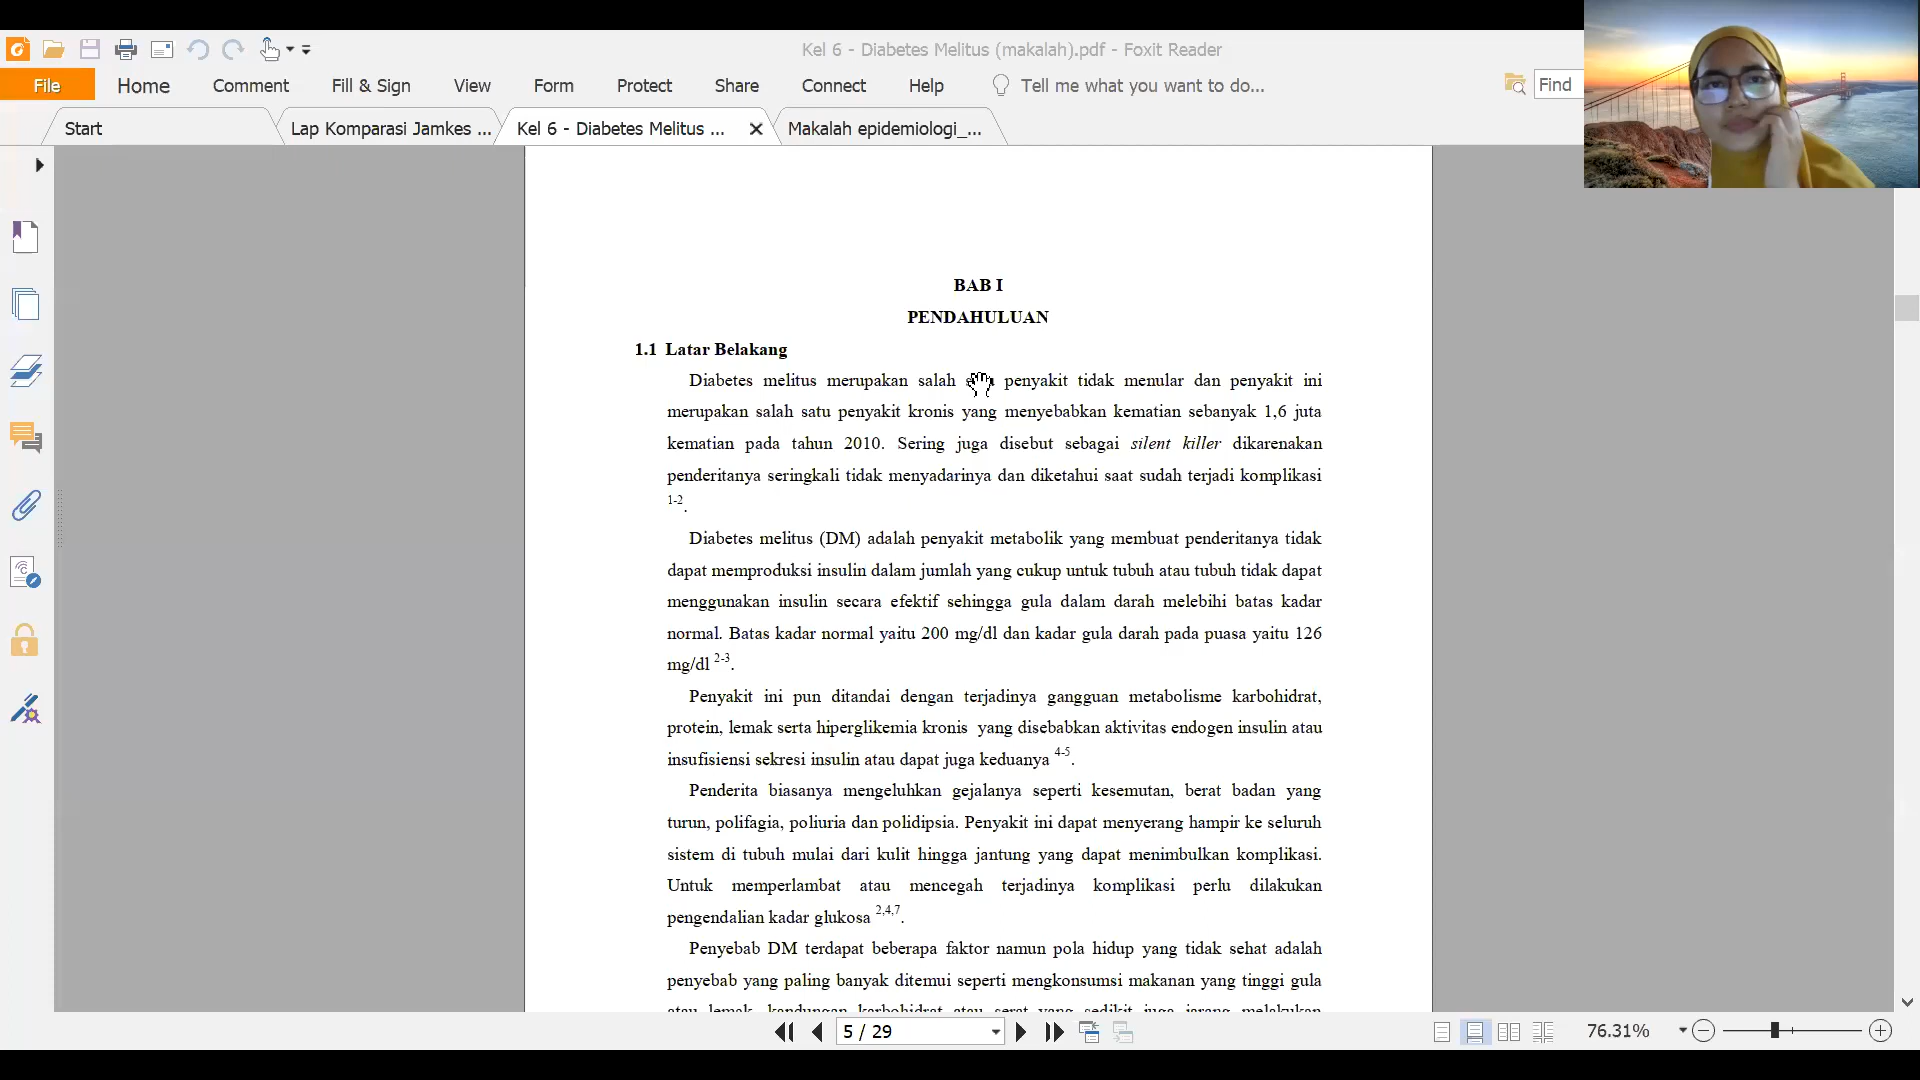 Kel 6 - Diabetes Melitus (makalah).pdf - Foxit Reader
File Home Comment Fill & Sign View Form Protect Share Connect Help Tell me what you want to do... Find
Start Lap Komparasi Jamkes ... Kel 6 - Diabetes Melitus ... Makalah epidemiologi_...
BAB I
PENDAHULUAN
1.1 Latar Belakang
Diabetes melitus merupakan salah penyakit tidak menular dan penyakit ini
merupakan salah satu penyakit kronis yang menyebabkan kematian sebanyak 1,6 juta
kematian pada tahun 2010. Sering juga disebut sebagai silent killer dikarenakan
penderitanya seringkali tidak menyadarinya dan diketahui saat sudah terjadi komplikasi
1-2.
Diabetes melitus (DM) adalah penyakit metabolik yang membuat penderitanya tidak
dapat memproduksi insulin dalam jumlah yang cukup untuk tubuh atau tubuh tidak dapat
menggunakan insulin secara efektif sehingga gula dalam darah melebihi batas kadar
normal. Batas kadar normal yaitu 200 mg/dl dan kadar gula darah pada puasa yaitu 126
mg/dl 2-3.
Penyakit ini pun ditandai dengan terjadinya gangguan metabolisme karbohidrat,
protein, lemak serta hiperglikemia kronis yang disebabkan aktivitas endogen insulin atau
insufisiensi sekresi insulin atau dapat juga keduanya 4-5.
Penderita biasanya mengeluhkan gejalanya seperti kesemutan, berat badan yang
turun, polifagia, poliuria dan polidipsia. Penyakit ini dapat menyerang hampir ke seluruh
sistem di tubuh mulai dari kulit hingga jantung yang dapat menimbulkan komplikasi.
Untuk memperlambat atau mencegah terjadinya komplikasi perlu dilakukan
pengendalian kadar glukosa 2,4,7.
Penyebab DM terdapat beberapa faktor namun pola hidup yang tidak sehat adalah
penyebab yang paling banyak ditemui seperti mengkonsumsi makanan yang tinggi gula
atau lemak, kandungan karbohidrat atau serat yang sedikit juga jarang melakukan
5 / 29 76.31%